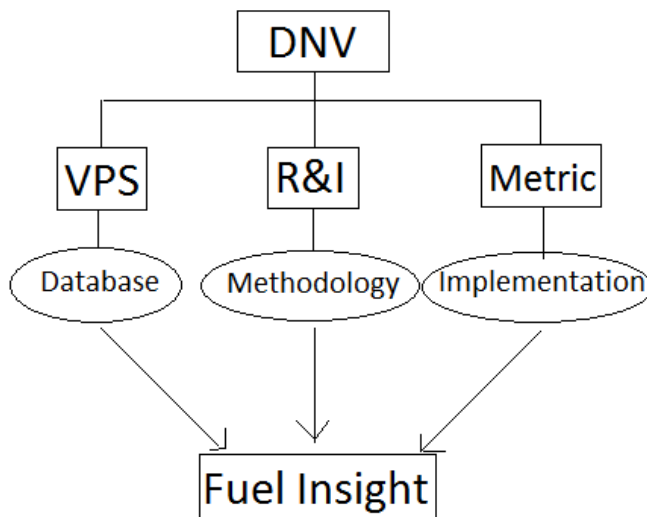 DNV
VPS
R&I
Metric
Database
Methodology
Implementation
Fuel Insight